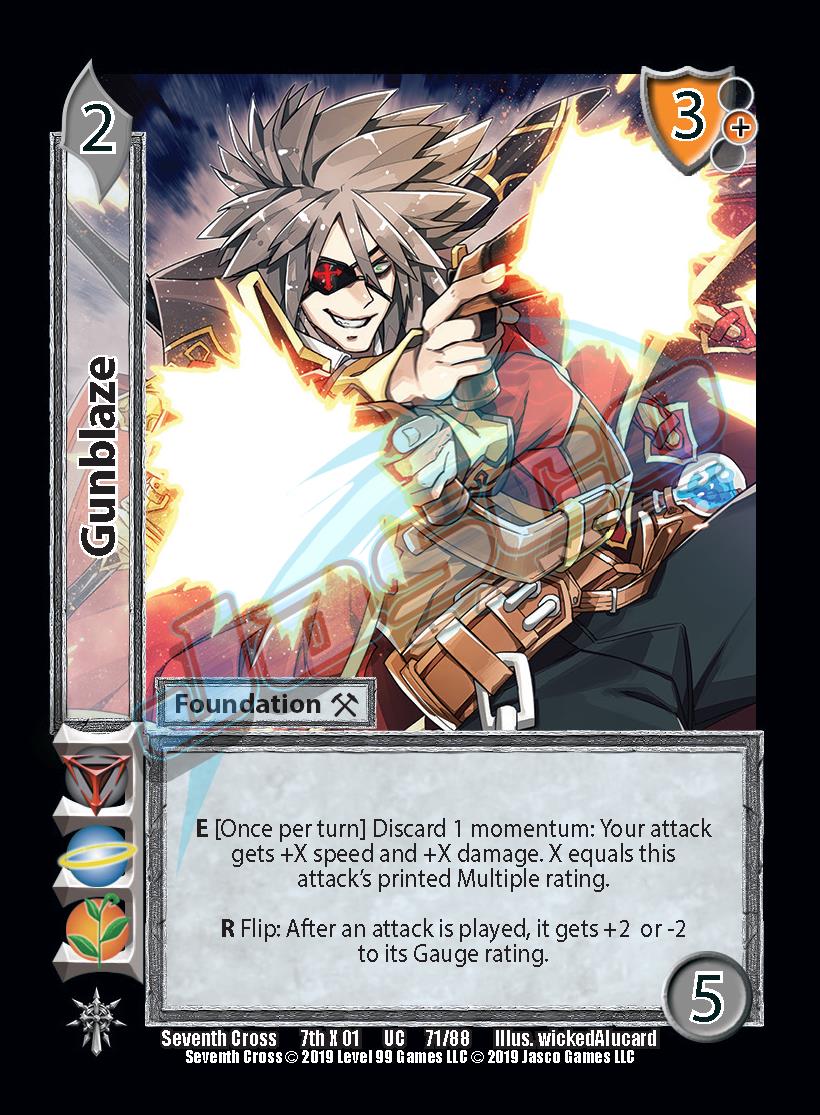 2
3
+
Gunblaze
JASCO
Foundation
E [Once per turn] Discard 1 momentum: Your attack
gets +X speed and +X damage. X equals this
attack's printed Multiple rating.
R Flip: After an attack is played, it gets +2 or -2
to its Gauge rating.
5
Seventh Cross 7th X 01 UC 71/88 Illus. wickedAlucard
Seventh Cross © 2019 Level 99 Games LLC © 2019 Jasco Games LLC